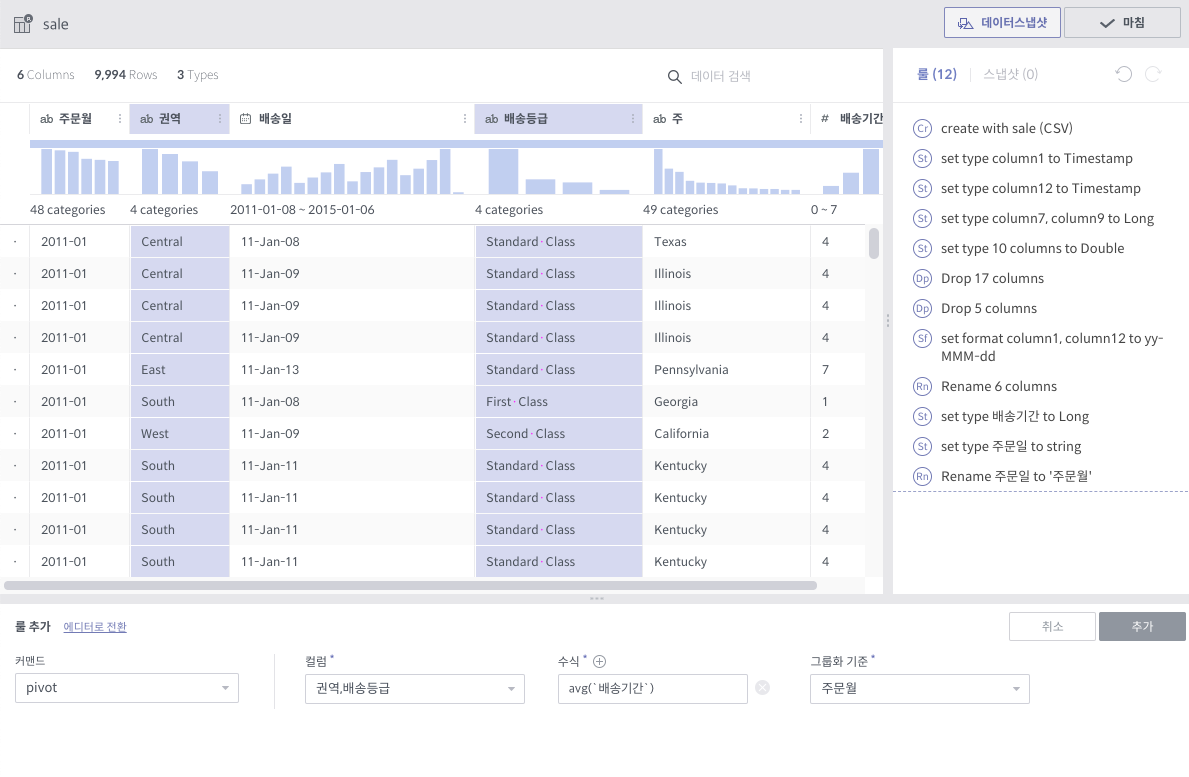 sale
데이터스냅샷
마침
6 Columns 9,994 Rows 3 Types
데이터 검색
룰 (12) 스냅샷 (0)
ab 주문월 ab 권역 배송일 ab 배송등급 ab 주 # 배송기간
48 categories 4 categories 2011-01-08 ~ 2015-01-06 4 categories 49 categories 0 ~ 7
· 2011-01 Central 11-Jan-08 Standard·Class Texas 4
· 2011-01 Central 11-Jan-09 Standard·Class Illinois 4
· 2011-01 Central 11-Jan-09 Standard·Class Illinois 4
· 2011-01 Central 11-Jan-09 Standard·Class Illinois 4
· 2011-01 East 11-Jan-13 Standard·Class Pennsylvania 7
· 2011-01 South 11-Jan-08 First·Class Georgia 1
· 2011-01 West 11-Jan-09 Second·Class California 2
· 2011-01 South 11-Jan-11 Standard·Class Kentucky 4
· 2011-01 South 11-Jan-11 Standard·Class Kentucky 4
· 2011-01 South 11-Jan-11 Standard·Class Kentucky 4
· 2011-01 South 11-Jan-11 Standard·Class Kentucky 4
Cr create with sale (CSV)
St set type column1 to Timestamp
St set type column12 to Timestamp
St set type column7, column9 to Long
St set type 10 columns to Double
Dp Drop 17 columns
Dp Drop 5 columns
Sf set format column1, column12 to yy-
MMM-dd
Rn Rename 6 columns
St set type 배송기간 to Long
St set type 주문일 to string
Rn Rename 주문일 to '주문월'
룰 추가 에디터로 전환
취소 추가
커맨드 컬럼 * 수식 * 그룹화 기준 *
pivot 권역,배송등급 avg(`배송기간`) 주문월